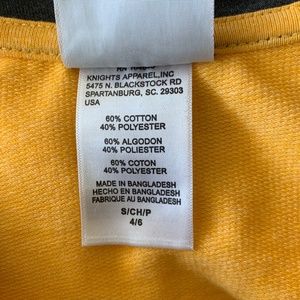 KNIGHTS APPAREL,INC
5475 N. BLACKSTOCK RD
SPARTANBURG, SC. 29303
USA
60% COTTON
40% POLYESTER
60% ALGODON
40% POLIESTER
60% COTON
40% POLYESTER
MADE IN BANGLADESH
HECHO EN BANGLADESH
FABRIQUE AU BANGLADESH
S/CH/P
4/6